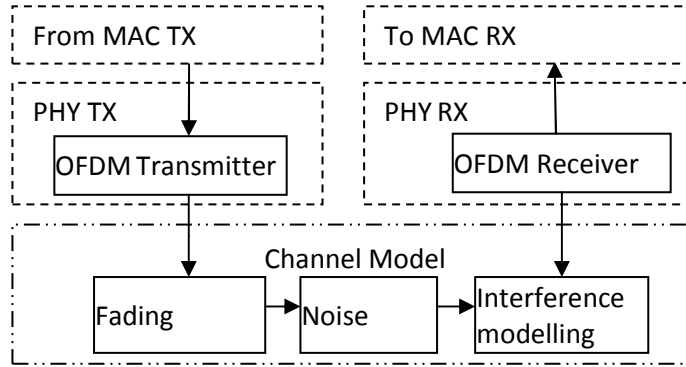 From MAC TX
To MAC RX
PHY TX
PHY RX
OFDM Transmitter
OFDM Receiver
Channel Model
Fading
Noise
Interference
modelling